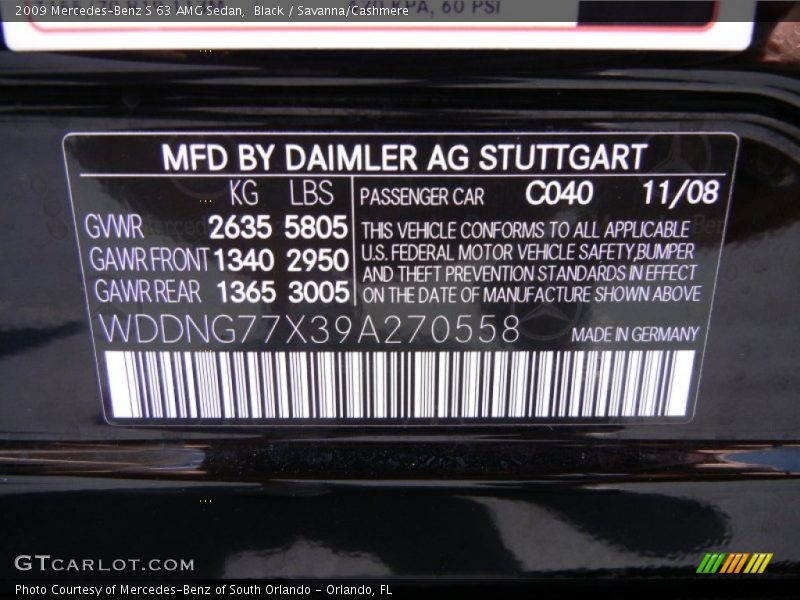 2009 Mercedes-Benz S 63 AMG Sedan, Black / Savanna/Cashmere
KPA, 60 PSI
MFD BY DAIMLER AG STUTTGART
KG LBS PASSENGER CAR C040 11/08
GVWR 2635 5805 THIS VEHICLE CONFORMS TO ALL APPLICABLE
GAWR FRONT 1340 2950 U.S. FEDERAL MOTOR VEHICLE SAFETY,BUMPER
AND THEFT PREVENTION STANDARDS IN EFFECT
GAWR REAR 1365 3005 ON THE DATE OF MANUFACTURE SHOWN ABOVE
WDDNG77X39A270558 MADE IN GERMANY
GTCARLOT.COM
Photo Courtesy of Mercedes-Benz of South Orlando - Orlando, FL